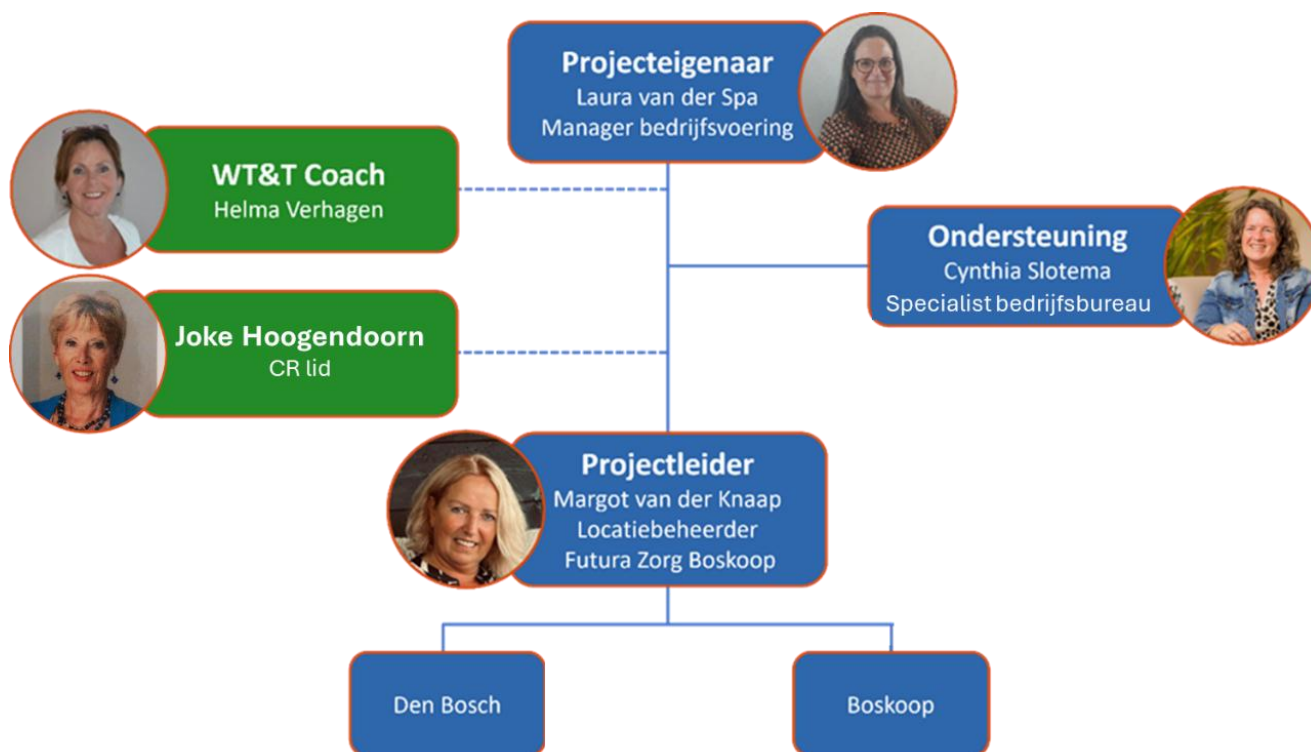 Projecteigenaar
Laura van der Spa
Manager bedrijfsvoering
WT&T Coach
Helma Verhagen
Ondersteuning
Cynthia Slotema
Specialist bedrijfsbureau
Joke Hoogendoorn
CR lid
Projectleider
Margot van der Knaap
Locatiebeheerder
Futura Zorg Boskoop
Den Bosch
Boskoop